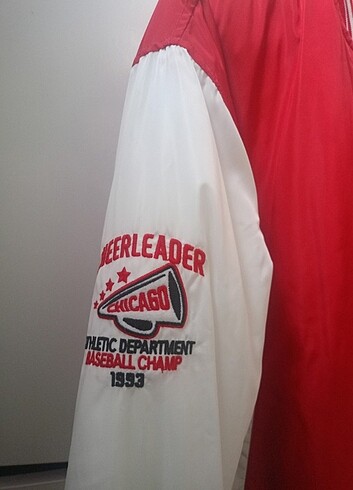 HEERLEADER
CHICAGO
THLETIC DEPARTMENT
BASEBALL CHAMP
1993